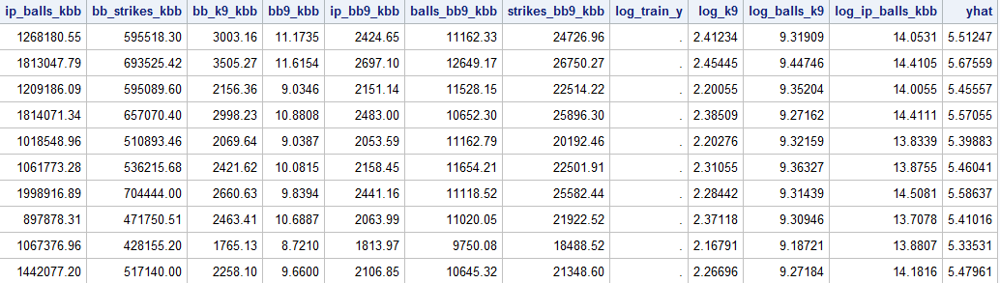 ip_balls_kbb bb_strikes_kbb bb_k9_kbb bb9_kbb ip_bb9_kbb balls_bb9_kbb strikes_bb9_kbb log_train_y log_k9 log_balls_k9 log_ip_balls_kbb yhat
1268180.55 595518.30 3003.16 11.1735 2424.65 11162.33 24726.96 . 2.41234 9.31909 14.0531 5.51247
1813047.79 693525.42 3505.27 11.6154 2697.10 12649.17 26750.27 . 2.45445 9.44746 14.4105 5.67559
1209186.09 595089.60 2156.36 9.0346 2151.14 11528.15 22514.22 . 2.20055 9.35204 14.0055 5.45557
1814071.34 657070.40 2998.23 10.8808 2483.00 10652.30 25896.30 . 2.38509 9.27162 14.4111 5.57055
1018548.96 510893.46 2069.64 9.0387 2053.59 11162.79 20192.46 . 2.20276 9.32159 13.8339 5.39883
1061773.28 536215.68 2421.62 10.0815 2158.45 11654.21 22501.91 . 2.31055 9.36327 13.8755 5.46041
1998916.89 704444.00 2660.63 9.8394 2441.16 11118.52 25582.44 . 2.28442 9.31439 14.5081 5.58637
897878.31 471750.51 2463.41 10.6887 2063.99 11020.05 21922.52 . 2.37118 9.30946 13.7078 5.41016
1067376.96 428155.20 1765.13 8.7210 1813.97 9750.08 18488.52 . 2.16791 9.18721 13.8807 5.33531
1442077.20 517140.00 2258.10 9.6600 2106.85 10645.32 21348.60 . 2.26696 9.27184 14.1816 5.47961